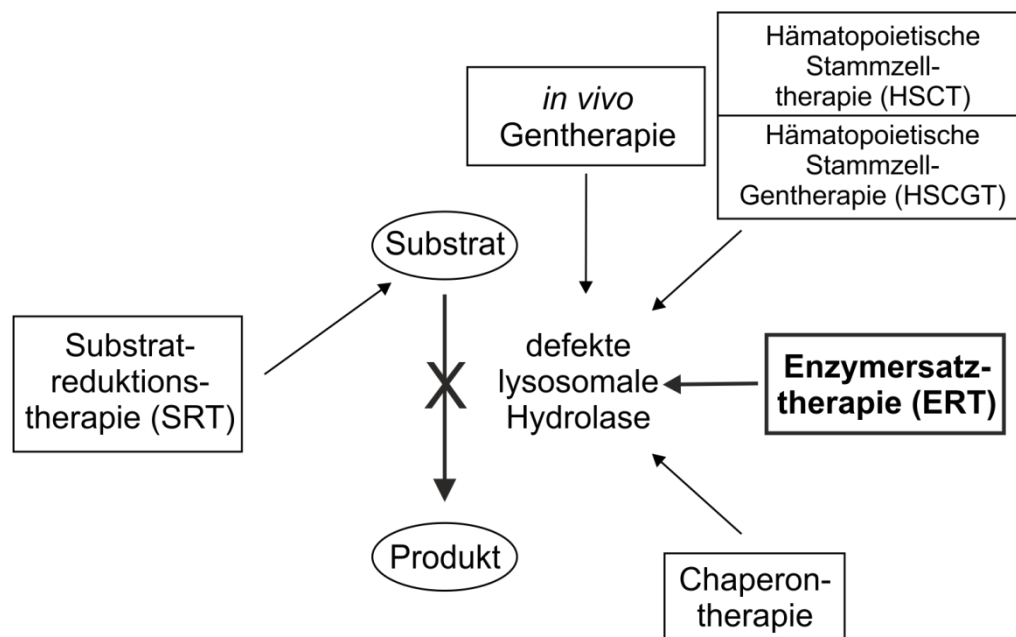 Hämatopoietische
Stammzell-
therapie (HSCT)
in vivo
Gentherapie
Hämatopoietische
Stammzell-
Gentherapie (HSCGT)
Substrat
Substrat-
reduktions-
therapie (SRT)
X
defekte
lysosomale
Hydrolase
Enzymersatz-
therapie (ERT)
Produkt
Chaperon-
therapie